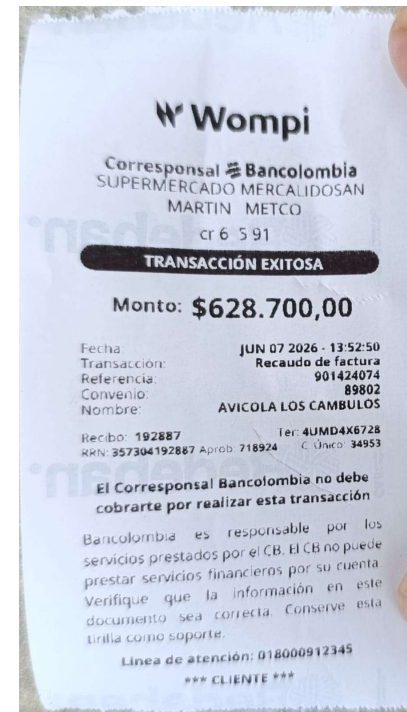 Wompi
Corresponsal Bancolombia
SUPERMERCADO MERCALIDOSAN
MARTIN METCO
cr 6 5 91
TRANSACCIÓN EXITOSA
Monto: $628.700,00
Fecha: JUN 07 2026 - 13:52:50
Transacción: Recaudo de factura
Referencia: 901424074
Convenio: 89802
Nombre: AVICOLA LOS CAMBULOS
Recibo: 192887 Ter: 4UMD4X6728
RRN: 357304192887 Aprob: 718924 C. Único: 34953
El Corresponsal Bancolombia no debe
cobrarte por realizar esta transacción
Bancolombia es responsable por los
servicios prestados por el CB. El CB no puede
prestar servicios financieros por su cuenta
Verifique que la información en este
documento sea correcta. Conserve esta
tirilla como soporte.
Línea de atención: 018000912345
*** CLIENTE ***